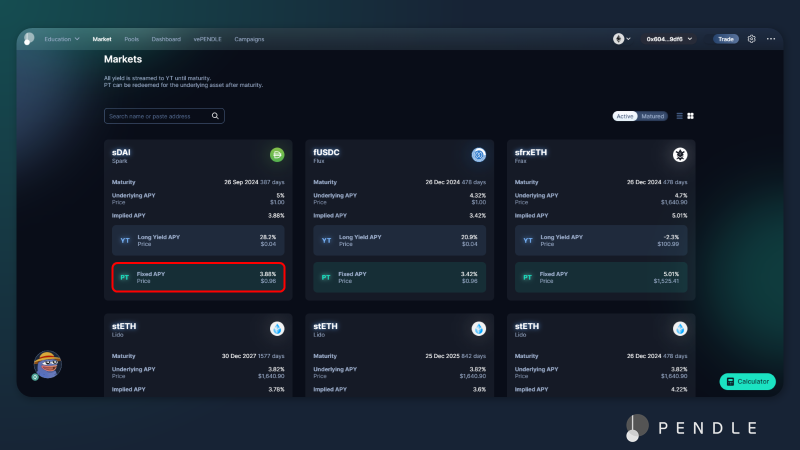 Education Market Pools Dashboard vePENDLE Campaigns 0x604...9df6 Trade
Markets
All yield is streamed to YT until maturity.
PT can be redeemed for the underlying asset after maturity.
Search name or paste address Active Matured
sDAI
Spark
Maturity 26 Sep 2024 387 days
Underlying APY 5%
Price $1.00
Implied APY 3.88%
YT Long Yield APY 28.2%
Price $0.04
PT Fixed APY 3.88%
Price $0.96
fUSDC
Flux
Maturity 26 Dec 2024 478 days
Underlying APY 4.32%
Price $1.00
Implied APY 3.42%
YT Long Yield APY 20.9%
Price $0.04
PT Fixed APY 3.42%
Price $0.96
sfrxETH
Frax
Maturity 26 Dec 2024 478 days
Underlying APY 4.7%
Price $1,640.90
Implied APY 5.01%
YT Long Yield APY -2.3%
Price $100.99
PT Fixed APY 5.01%
Price $1,525.41
stETH
Lido
Maturity 30 Dec 2027 1577 days
Underlying APY 3.82%
Price $1,640.90
Implied APY 3.78%
stETH
Lido
Maturity 25 Dec 2025 842 days
Underlying APY 3.82%
Price $1,640.90
Implied APY 3.6%
stETH
Lido
Maturity 26 Dec 2024 478 days
Underlying APY 3.82%
Price $1,640.90
Implied APY 4.22%
Calculator
PENDLE